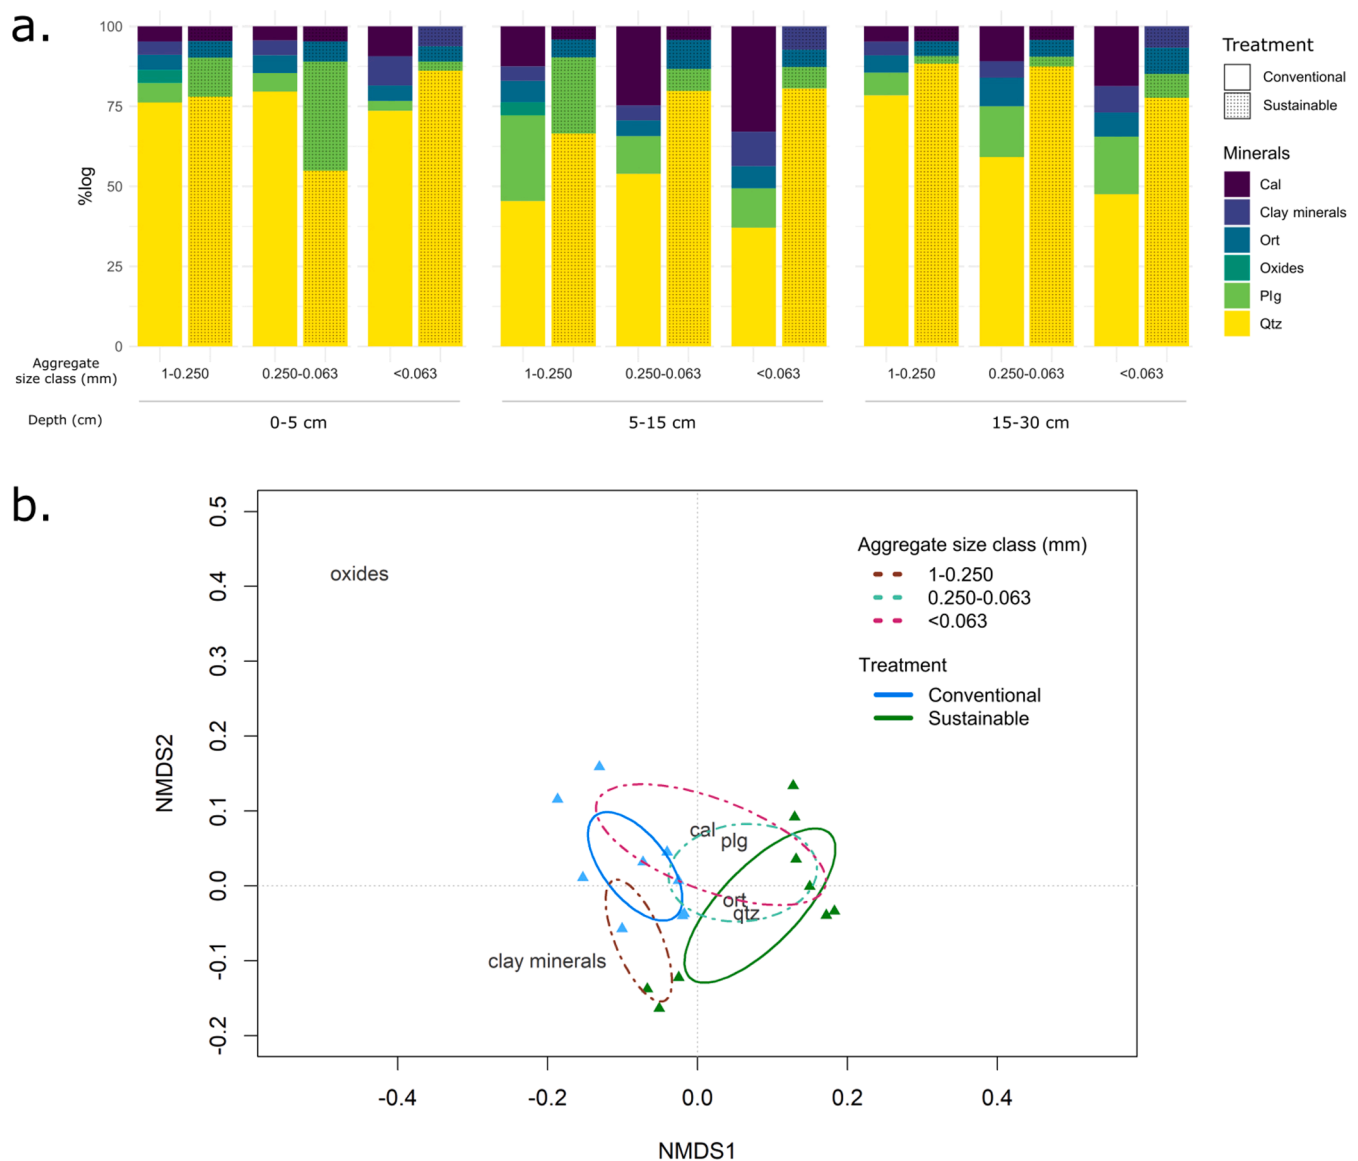 a.
%log
100
75
50
25
0
Aggregate
size class (mm)
1-0.250
0.250-0.063
<0.063
1-0.250
0.250-0.063
<0.063
1-0.250
0.250-0.063
<0.063
Depth (cm)
0-5 cm
5-15 cm
15-30 cm
Treatment
Conventional
Sustainable
Minerals
Cal
Clay minerals
Ort
Oxides
Plg
Qtz
b.
NMDS2
0.5
0.4
0.3
0.2
0.1
0.0
-0.1
-0.2
oxides
cal
plg
ort
qtz
clay minerals
Aggregate size class (mm)
1-0.250
0.250-0.063
<0.063
Treatment
Conventional
Sustainable
-0.4
-0.2
0.0
0.2
0.4
NMDS1